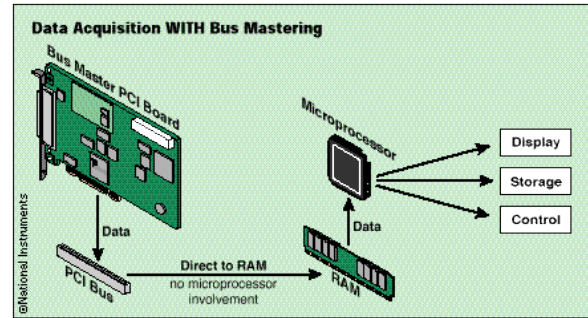 Data Acquisition WITH Bus Mastering
Bus Master PCI Board
Microprocessor
Display
Storage
Control
Data
Data
Direct to RAM
no microprocessor
involvement
PCI Bus
RAM
©National Instruments